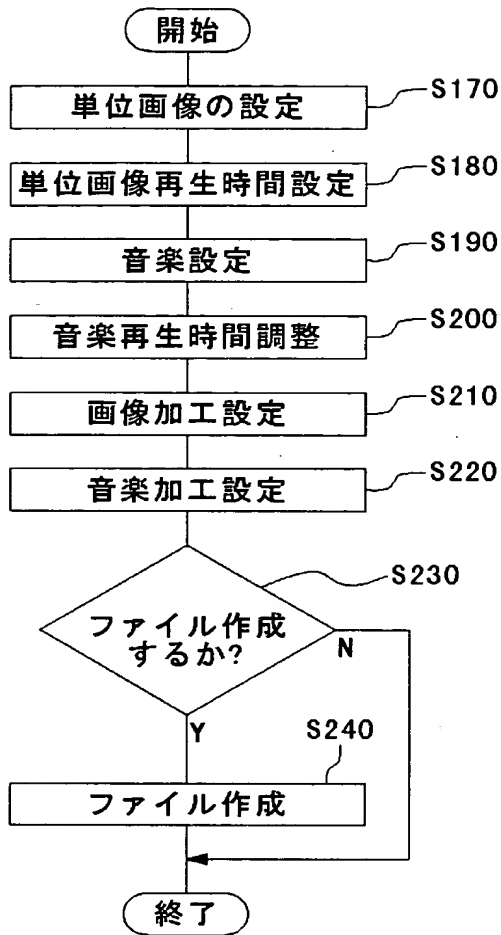 開始
単位画像の設定
S170
単位画像再生時間設定
S180
音楽設定
S190
音楽再生時間調整
S200
画像加工設定
S210
音楽加工設定
S220
ファイル作成
するか?
S230
N
Y
S240
ファイル作成
終了